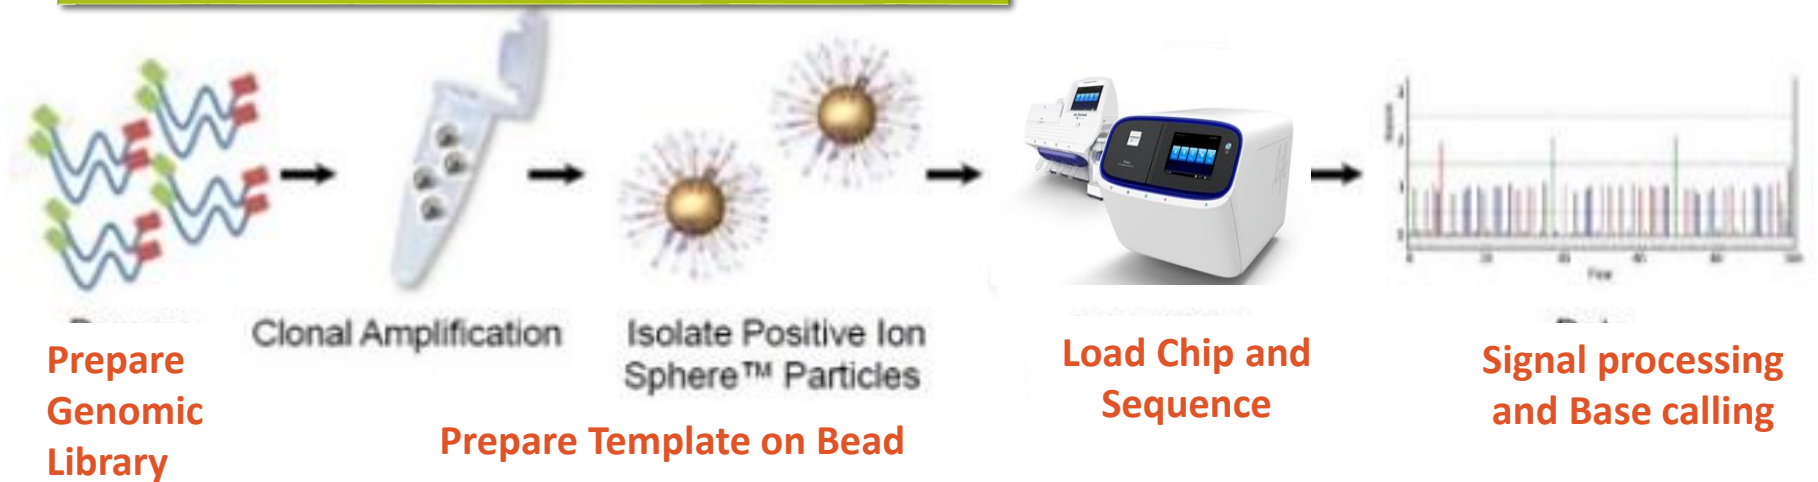 Clonal Amplification
Isolate Positive Ion
Sphere™ Particles
Prepare
Genomic
Library
Prepare Template on Bead
Load Chip and
Sequence
Signal processing
and Base calling